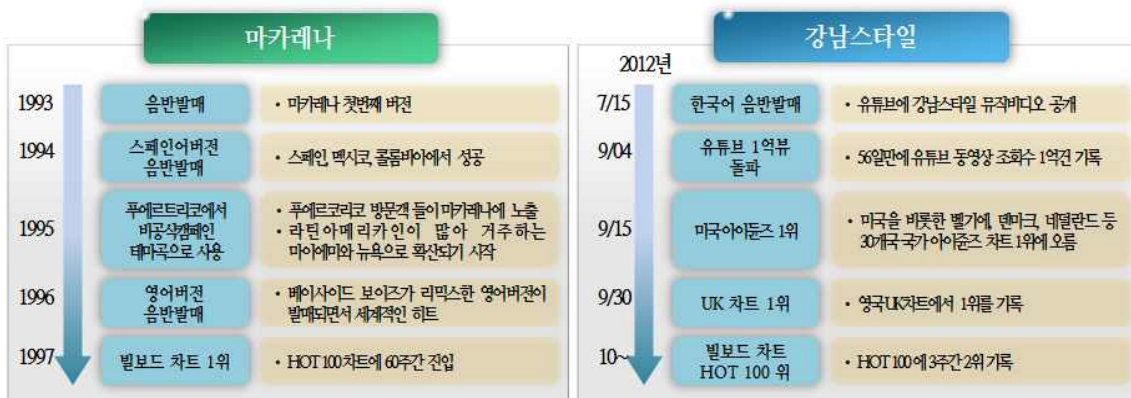 마카레나
1993
음반발매
• 마카레나 첫번째 버전
1994
스페인어버전
음반발매
• 스페인, 멕시코, 콜롬비아에서 성공
1995
푸에르트리코에서
비공식캠페인
테마곡으로 사용
• 푸에르코리코 방문객 들이 마카레나에 노출
• 라틴아메리카인이 많아 거주하는
마이에미와 뉴욕으로 확산되기 시작
1996
영어버전
음반발매
• 베이사이드 보이즈가 리믹스한 영어버전이
발매되면서 세계적인 히트
1997
빌보드 차트 1위
• HOT 100차트에 60주간 진입
강남스타일
2012년
7/15
한국어 음반발매
• 유튜브에 강남스타일 뮤직비디오 공개
9/04
유튜브 1억뷰
돌파
• 56일만에 유튜브 동영상 조회수 1억건 기록
9/15
미국아이튠즈 1위
• 미국을 비롯한 벨기에, 덴마크, 네덜란드 등
30개국 국가 아이튠즈 차트 1위에 오름
9/30
UK 차트 1위
• 영국UK차트에서 1위를 기록
10~
빌보드 차트
HOT 100 위
• HOT 100에 3주간 2위 기록